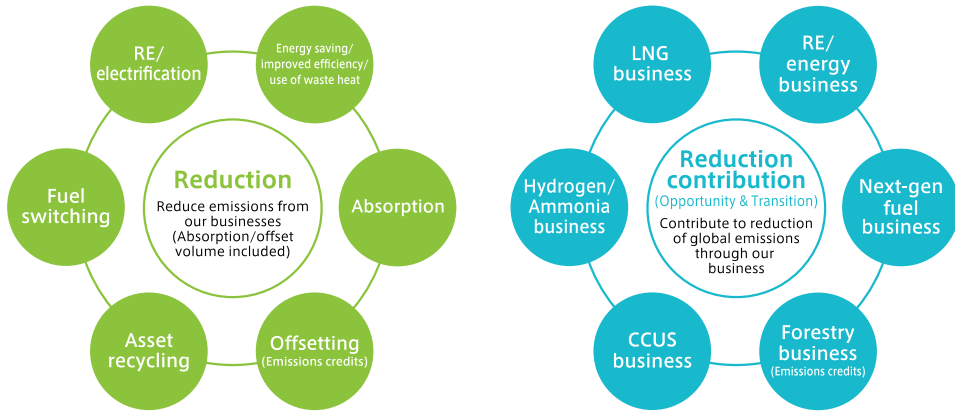 RE/
electrification
Energy saving/
improved efficiency/
use of waste heat
Fuel
switching
Reduction
Reduce emissions from
our businesses
(Absorption/offset
volume included)
Absorption
Asset
recycling
Offsetting
(Emissions credits)
LNG
business
RE/
energy
business
Hydrogen/
Ammonia
business
Reduction
contribution
(Opportunity & Transition)
Contribute to reduction
of global emissions
through our
business
Next-gen
fuel
business
CCUS
business
Forestry
business
(Emissions credits)